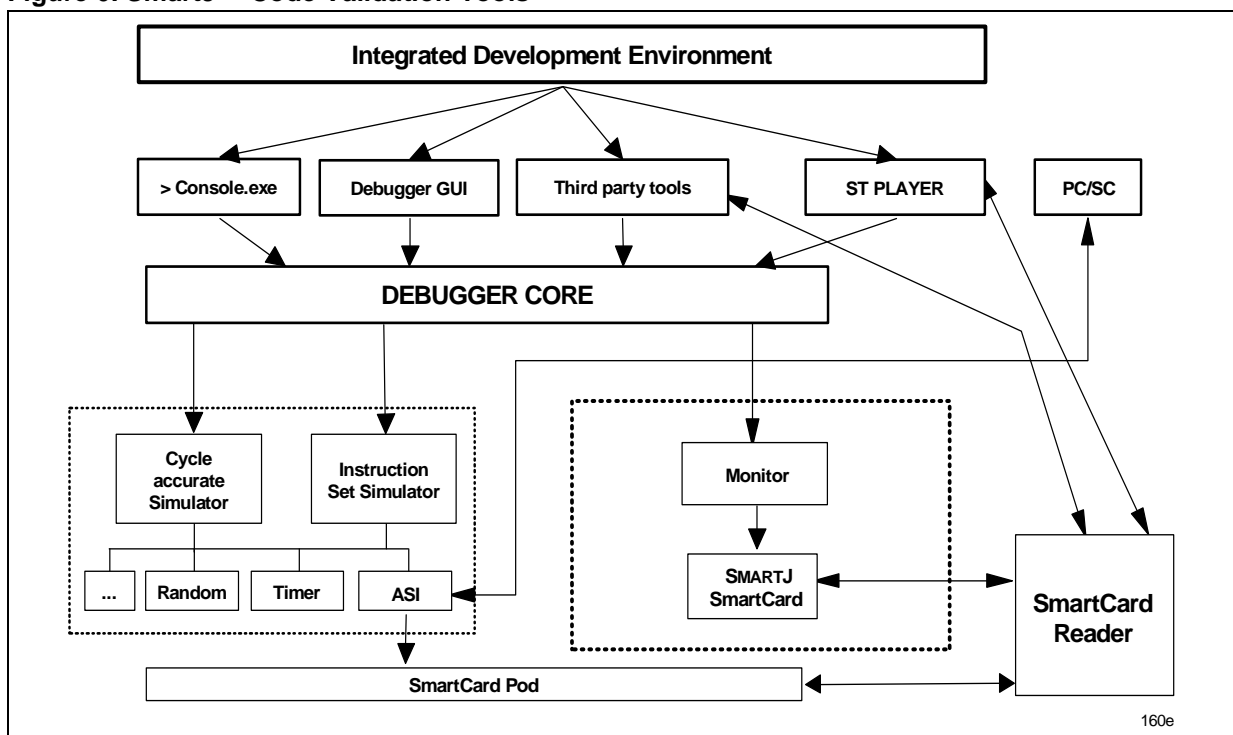 Integrated Development Environment
> Console.exe
Debugger GUI
Third party tools
ST PLAYER
PC/SC
DEBUGGER CORE
Cycle
accurate
Simulator
Instruction
Set Simulator
Monitor
...
Random
Timer
ASI
SMARTJ
SmartCard
SmartCard
Reader
SmartCard Pod
160e